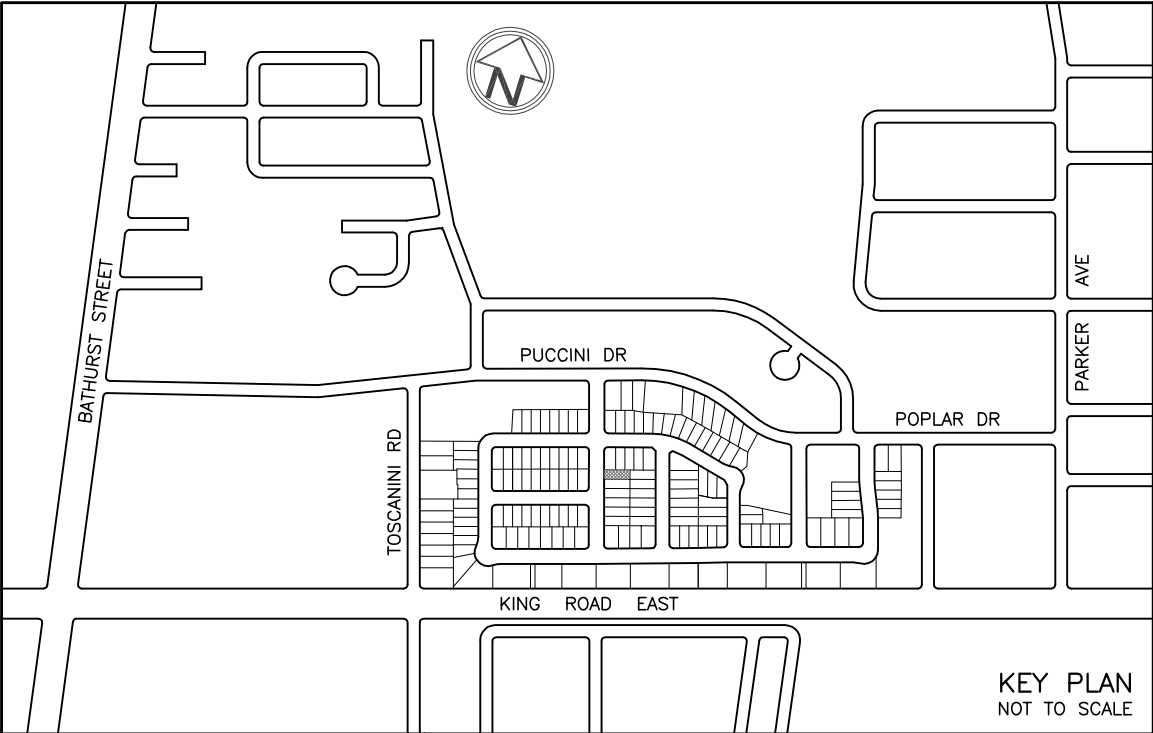 N
BATHURST STREET
AVE
PARKER
PUCCINI DR
POPLAR DR
TOSCANINI RD
KING ROAD EAST
KEY PLAN
NOT TO SCALE